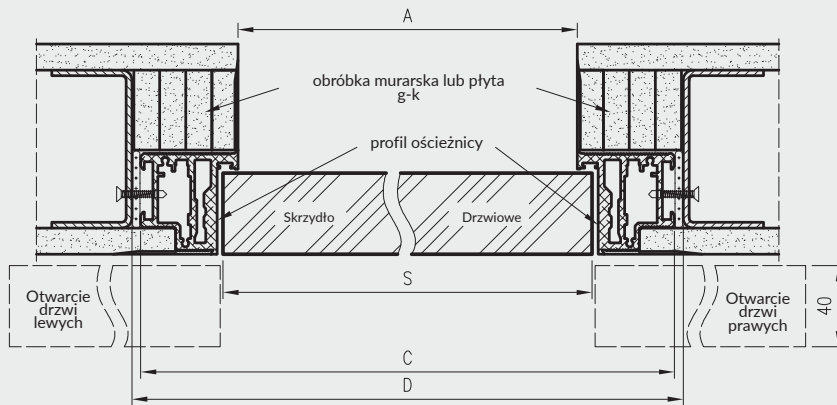 A
obróbka murarska lub płyta
g-k
profil ościeżnicy
Skrzydło
Drzwiowe
S
Otwarcie
drzwi
lewych
Otwarcie
drzwi
prawych
40
C
D